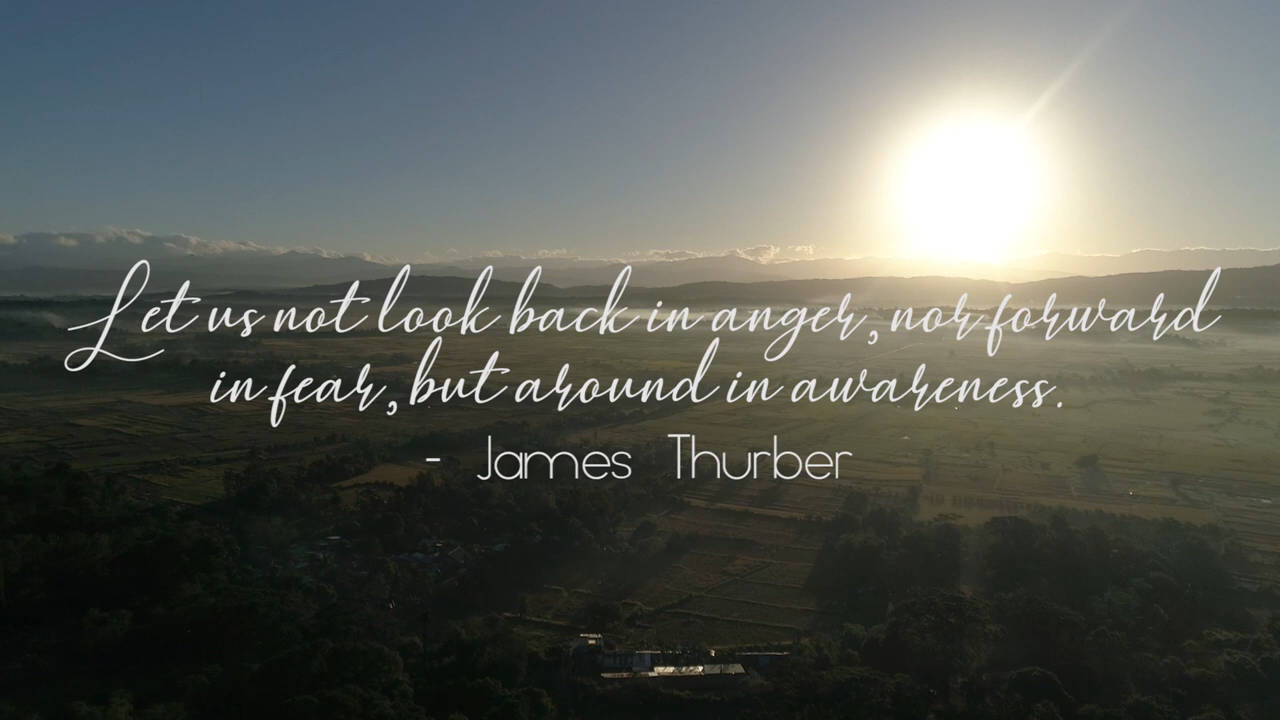 Let us not look back in anger, nor forward
in fear, but around in awareness.
- James Thurber